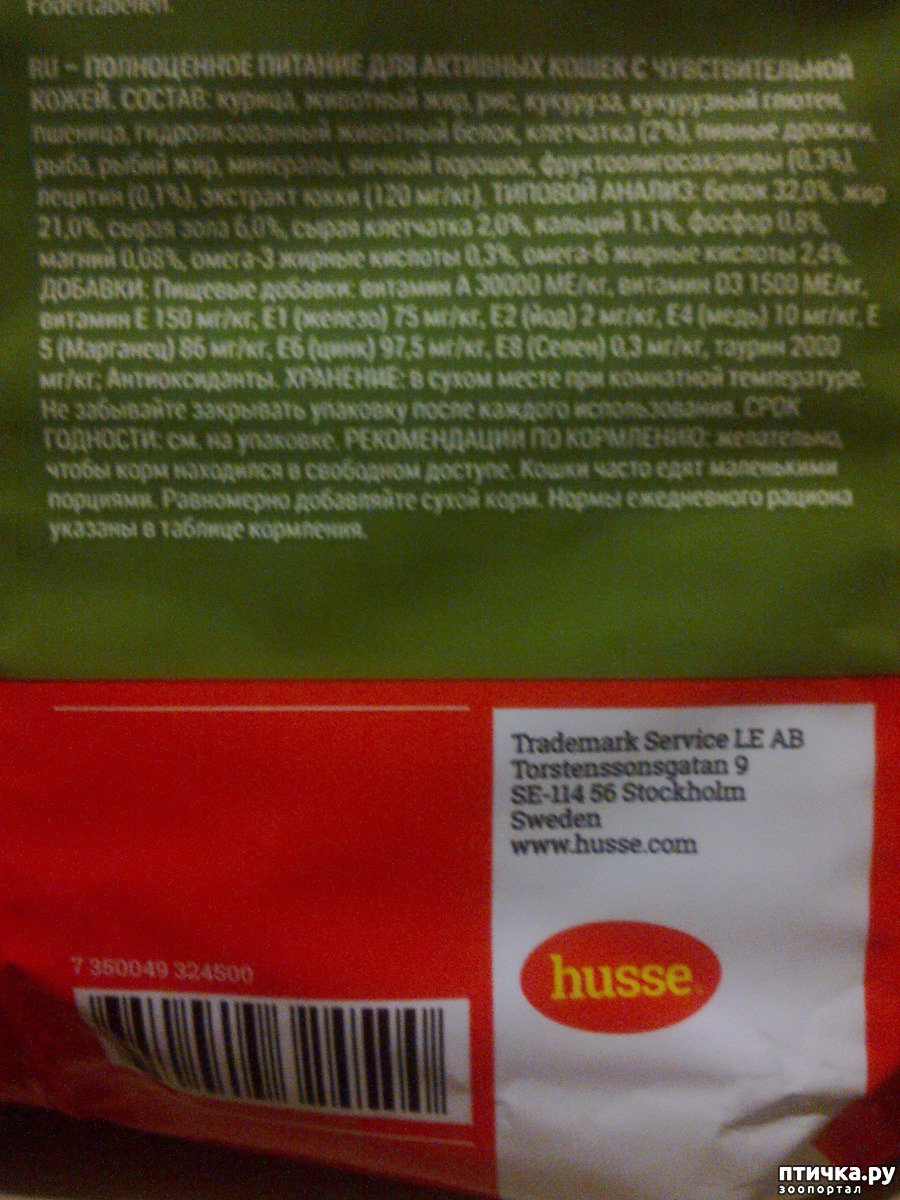 Fodertabellen.
RU – ПОЛНОЦЕННОЕ ПИТАНИЕ ДЛЯ АКТИВНЫХ КОШЕК С ЧУВСТВИТЕЛЬНОЙ
КОЖЕЙ. СОСТАВ: курица, животный жир, рис, кукуруза, кукурузный глютен,
пшеница, гидролизованный животный белок, клетчатка (2%), пивные дрожжи,
рыба, рыбий жир, минералы, яичный порошок, фруктоолигосахариды (0,3%),
лецитин (0,1%), экстракт юкки (120 мг/кг). ТИПОВОЙ АНАЛИЗ: белок 32,0%, жир
21,0%, сырая зола 6,0%, сырая клетчатка 2,0%, кальций 1,1%, фосфор 0,8%,
магний 0,08%, омега-3 жирные кислоты 0,3%, омега-6 жирные кислоты 2,4%.
ДОБАВКИ: Пищевые добавки: витамин А 30000 МЕ/кг, витамин D3 1500 МЕ/кг,
витамин Е 150 мг/кг, Е1 (железо) 75 мг/кг, Е2 (йод) 2 мг/кг, Е4 (медь) 10 мг/кг, Е
5 (Марганец) 86 мг/кг, Е6 (цинк) 97,5 мг/кг, Е8 (Селен) 0,3 мг/кг, таурин 2000
мг/кг; Антиоксиданты. ХРАНЕНИЕ: в сухом месте при комнатной температуре.
Не забывайте закрывать упаковку после каждого использования. СРОК
ГОДНОСТИ: см. на упаковке. РЕКОМЕНДАЦИИ ПО КОРМЛЕНИЮ: желательно,
чтобы корм находился в свободном доступе. Кошки часто едят маленькими
порциями. Равномерно добавляйте сухой корм. Нормы ежедневного рациона
указаны в таблице кормления.
Trademark Service LE AB
Torstenssonsgatan 9
SE-114 56 Stockholm
Sweden
www.husse.com
husse
7 350049 324500
птичка.ру
зоопортал